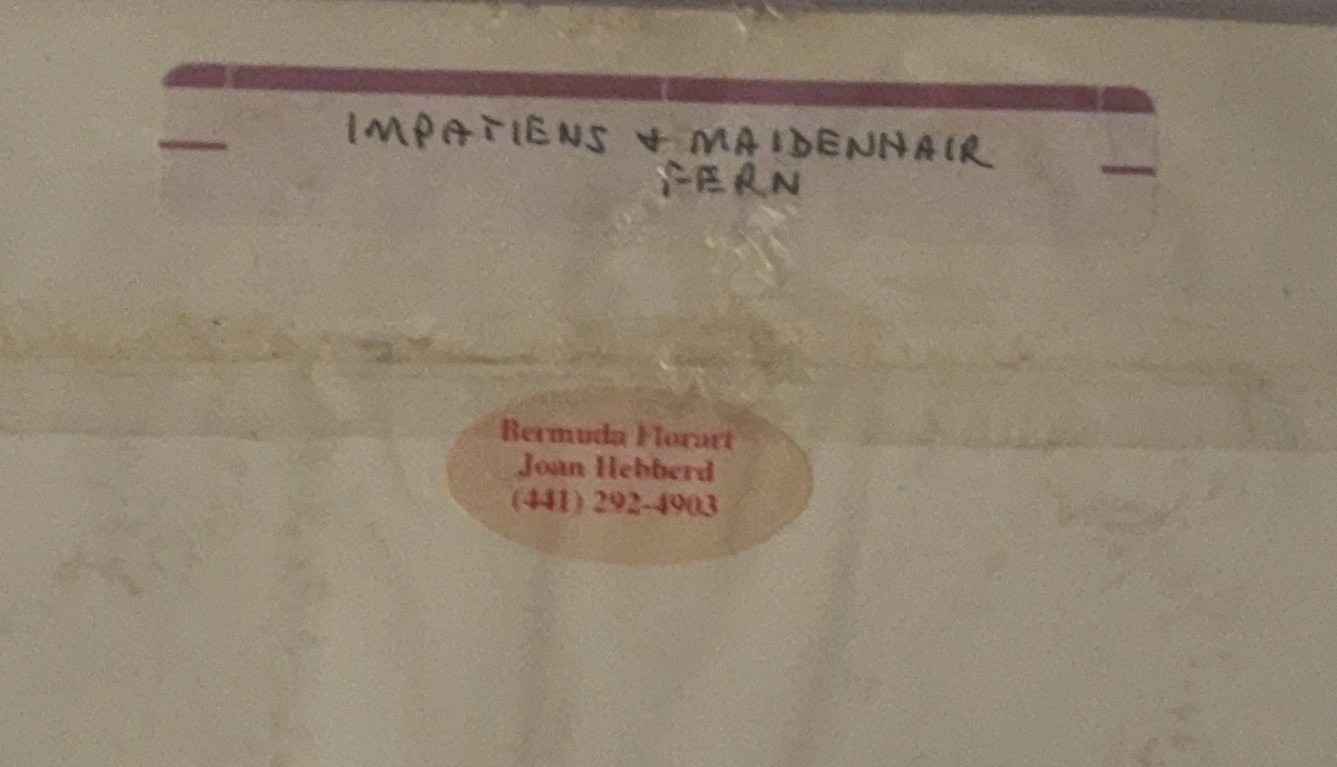 IMPATIENS & MAIDENHAIR
FERN
Bermuda Florart
Joan Hebberd
(441) 292-4903